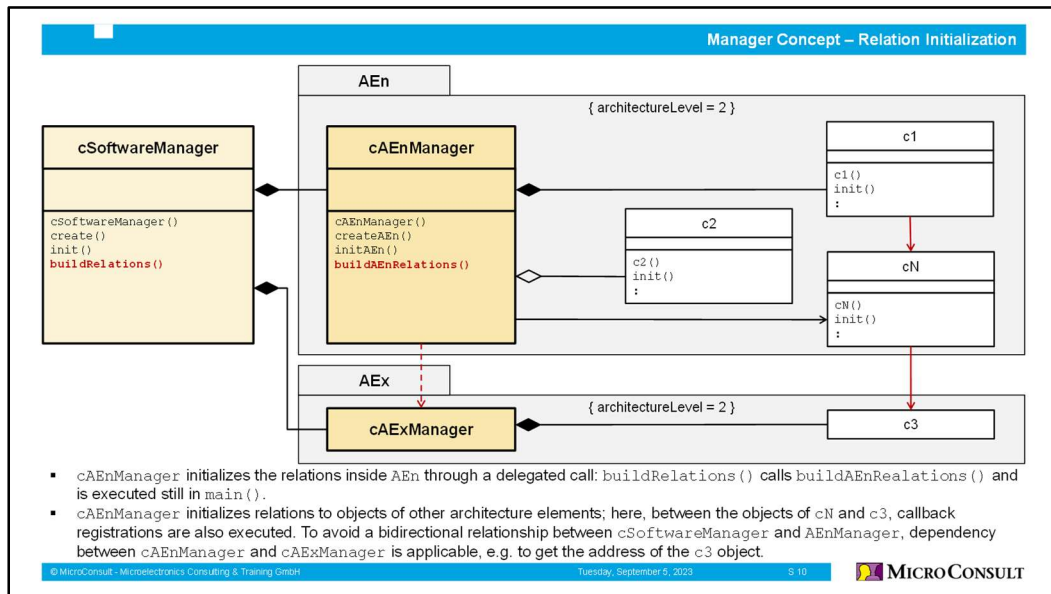 Manager Concept – Relation Initialization
AEn
{ architectureLevel = 2 }
cSoftwareManager
cSoftwareManager()
create()
init()
buildRelations()
cAEnManager
cAEnManager()
createAEn()
initAEn()
buildAEnRelations()
c1
c1()
init()
:
c2
c2()
init()
:
cN
cN()
init()
:
AEx
{ architectureLevel = 2 }
cAExManager
c3
▪ cAEnManager initializes the relations inside AEn through a delegated call: buildRelations() calls buildAEnRealations() and
is executed still in main().
▪ cAEnManager initializes relations to objects of other architecture elements; here, between the objects of cN and c3, callback
registrations are also executed. To avoid a bidirectional relationship between cSoftwareManager and AEnManager, dependency
between cAEnManager and cAExManager is applicable, e.g. to get the address of the c3 object.
© MicroConsult - Microelectronics Consulting & Training GmbH
Tuesday, September 5, 2023
S 10
MICROCONSULT